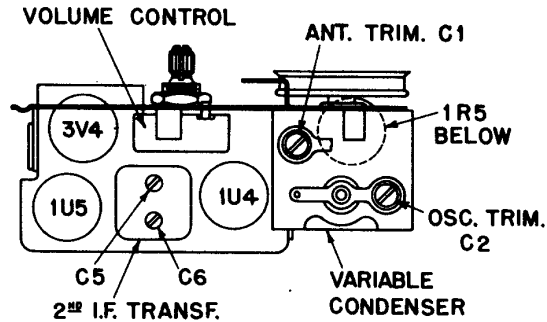 VOLUME CONTROL
ANT. TRIM. C1
3V4
1R5
BELOW
1U5
1U4
OSC. TRIM.
C2
C5
C6
2ND I.F. TRANSF.
VARIABLE
CONDENSER